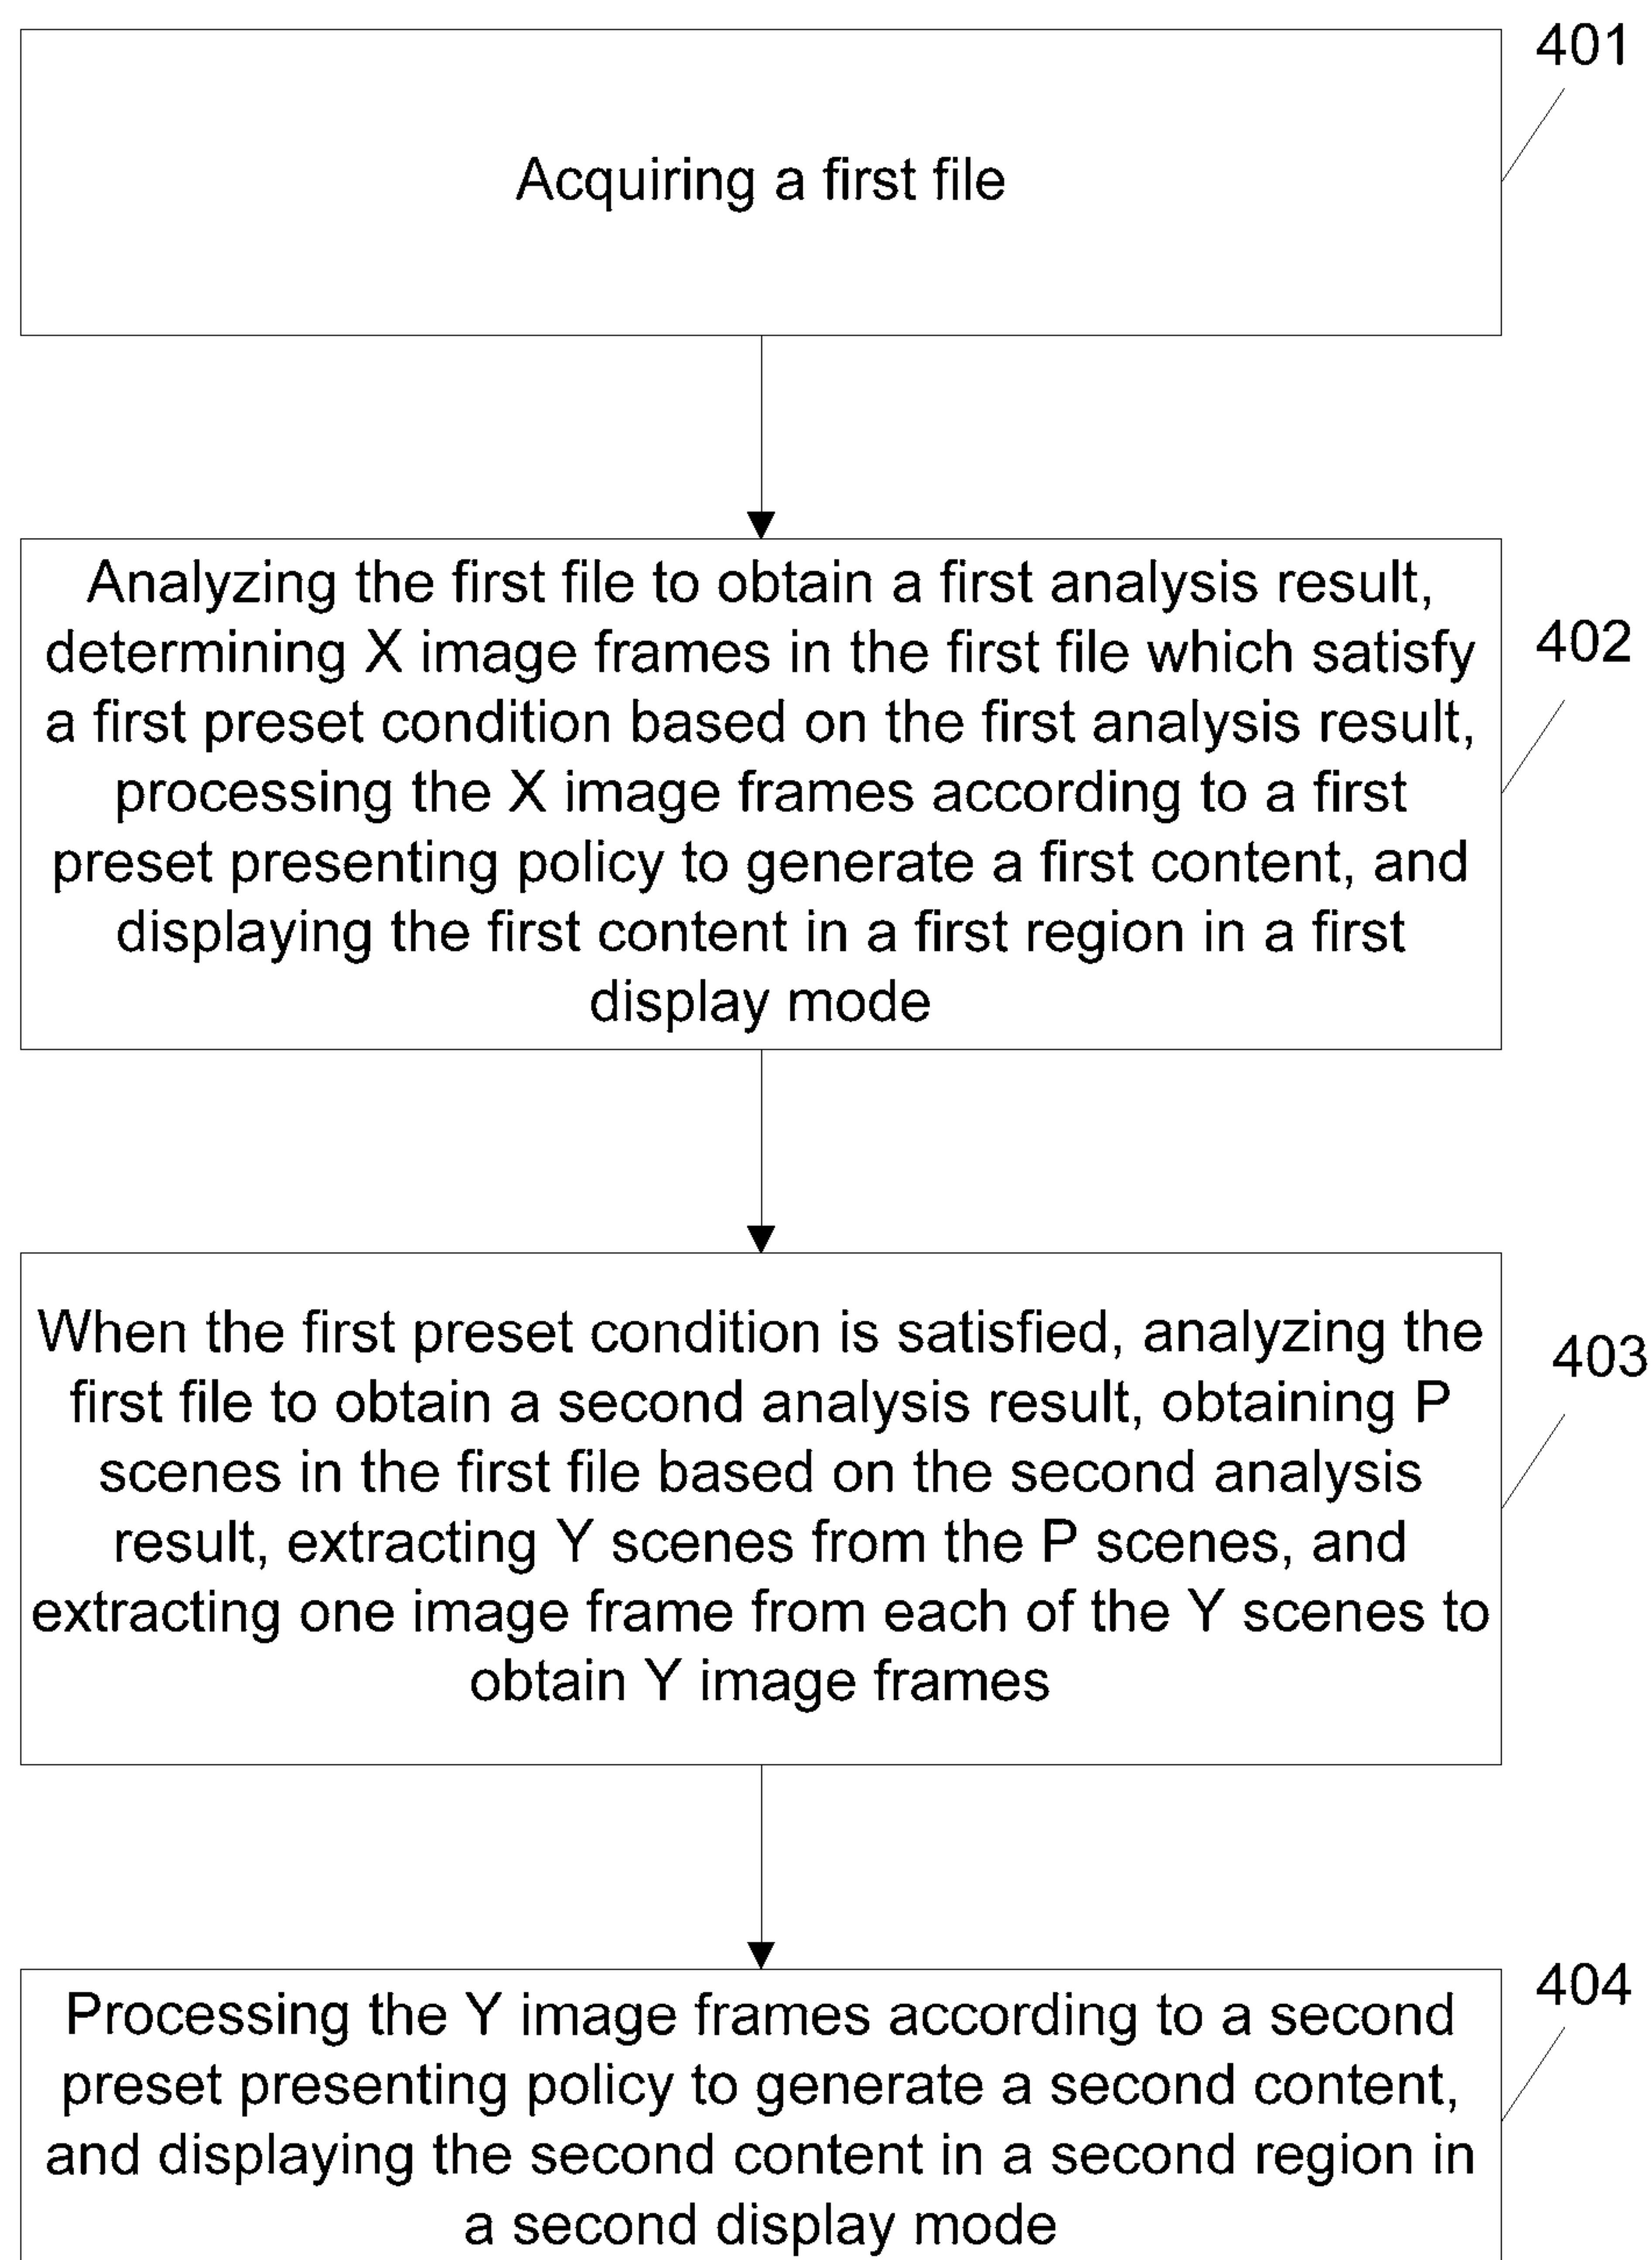 401
Acquiring a first file
Analyzing the first file to obtain a first analysis result,
determining X image frames in the first file which satisfy
a first preset condition based on the first analysis result,
processing the X image frames according to a first
preset presenting policy to generate a first content, and
displaying the first content in a first region in a first
display mode
402
When the first preset condition is satisfied, analyzing the
first file to obtain a second analysis result, obtaining P
scenes in the first file based on the second analysis
result, extracting Y scenes from the P scenes, and
extracting one image frame from each of the Y scenes to
obtain Y image frames
403
Processing the Y image frames according to a second
preset presenting policy to generate a second content,
and displaying the second content in a second region in
a second display mode
404